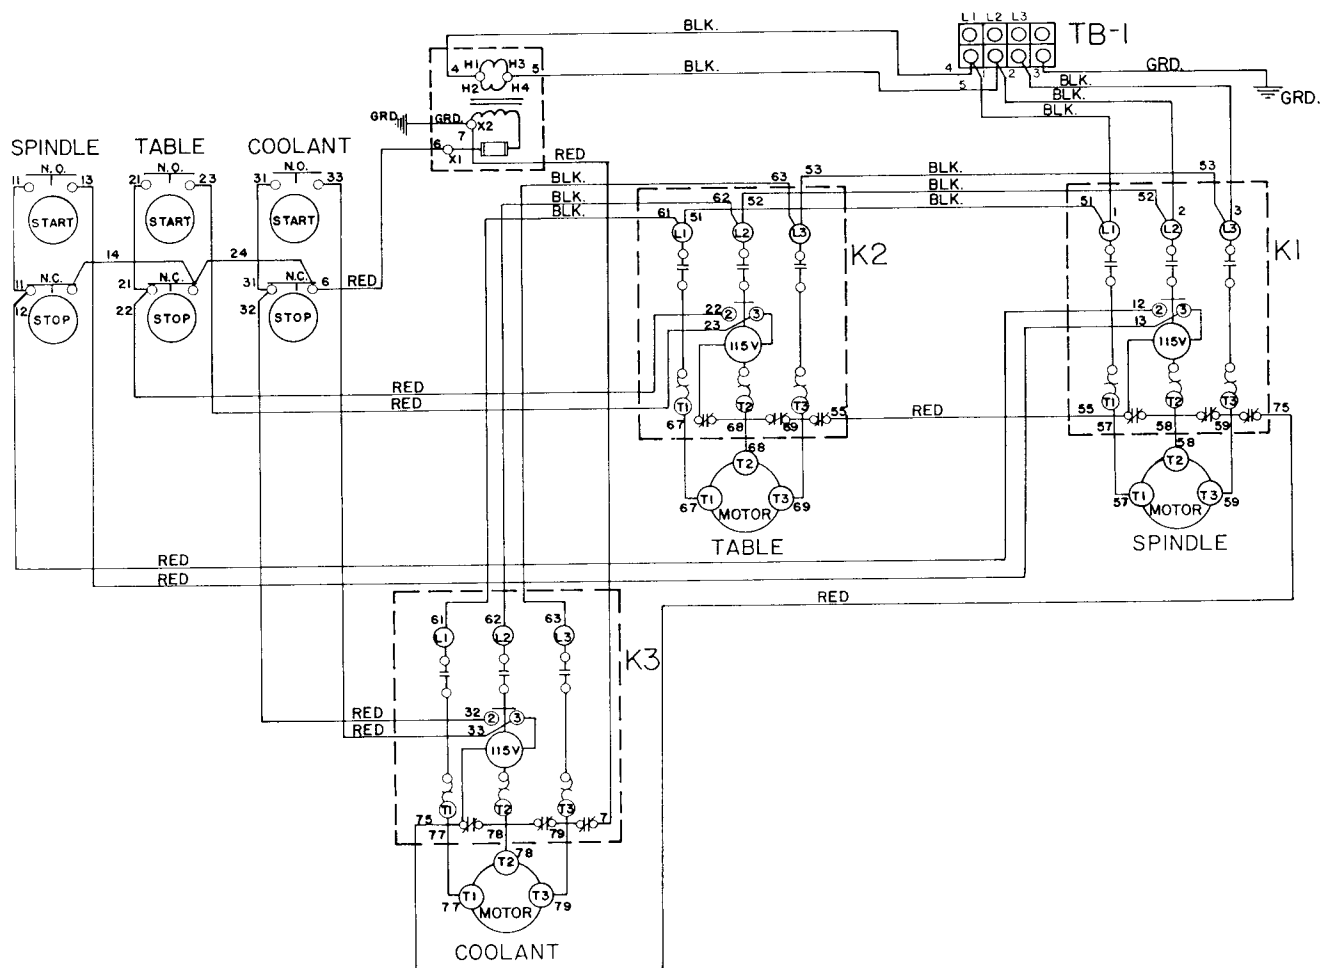 L1 L2 L3
TB-1
BLK.
4 H1 H3 5
H2 H4
BLK.
4 1 2 3 GRD.
5 BLK.
BLK.
BLK.
GRD.
GRD. GRD. X2
7
6 X1
RED
SPINDLE TABLE COOLANT
11 N.O. 13 21 N.O. 23 31 N.O. 33
START START START
14 24
11 N.C. 21 N.C. 31 N.C. 6 RED
12 22 32
STOP STOP STOP
BLK. 63 53 BLK. 53
BLK. 62 52 BLK. 52
BLK. 61 51 BLK. 51 1 2 3
L1 L2 L3 K2
L1 L2 L3 K1
22 2 3
23
115V
12 2 3
13
115V
RED
RED
T1 T2 T3
67 68 69 55 RED
T1 T2 T3
55 57 58 59 75
68
T2
67 T1 T3 69
MOTOR
TABLE
58
T2
57 T1 T3 59
MOTOR
SPINDLE
RED
RED
RED
61 62 63
L1 L2 L3
K3
RED 32 2 3
RED 33
115V
T1 T2 T3
75 77 78 79 7
78
T2
77 T1 T3 79
MOTOR
COOLANT